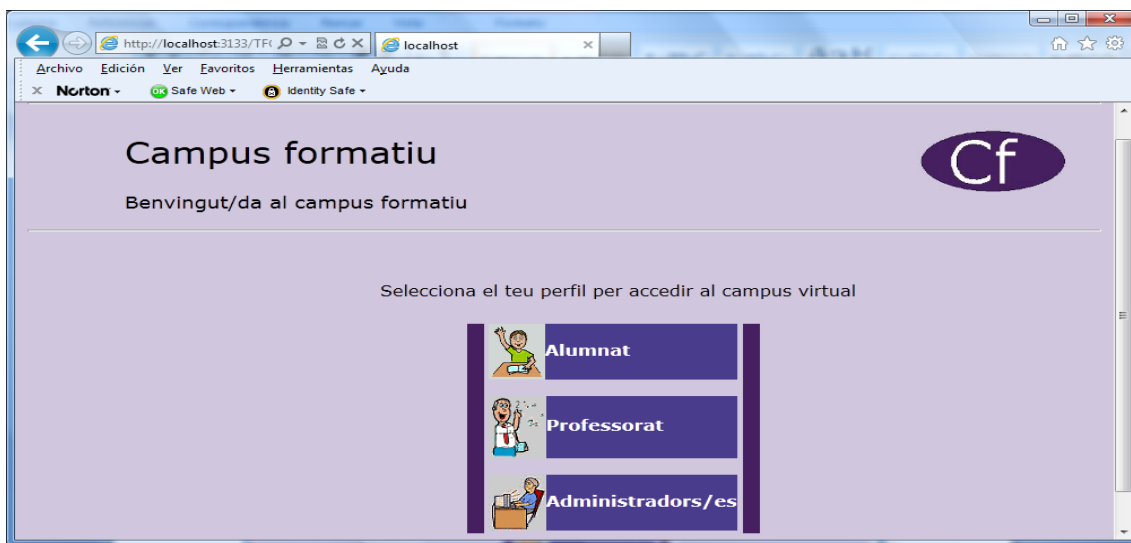 http://localhost:3133/TF(
localhost
Archivo Edición Ver Favoritos Herramientas Ayuda
Norton
OK Safe Web
Identity Safe
Campus formatiu
Cf
Benvingut/da al campus formatiu
Selecciona el teu perfil per accedir al campus virtual
Alumnat
Professorat
Administradors/es